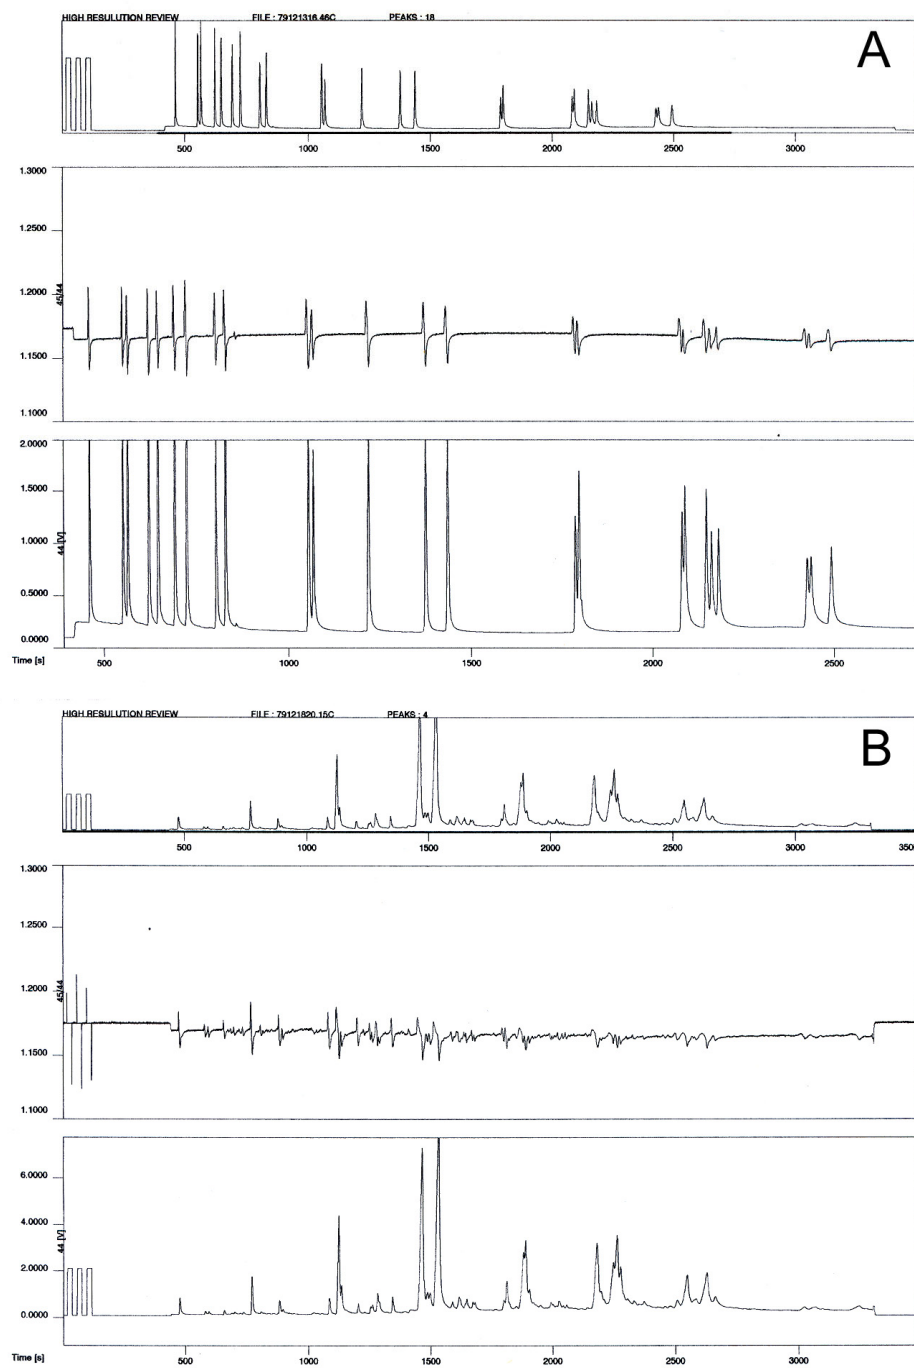 HIGH RESULUTION REVIEW FILE : 79121316.46C PEAKS : 18
A
500 1000 1500 2000 2500 3000
1.3000
1.2500
1.2000
45/44
1.1500
1.1000
2.0000
1.5000
1.0000
44 [V]
0.5000
0.0000
Time [s] 500 1000 1500 2000 2500
HIGH RESULUTION REVIEW FILE : 79121820.15C PEAKS : 4
B
500 1000 1500 2000 2500 3000 3500
1.3000
1.2500
1.2000
45/44
1.1500
1.1000
6.0000
4.0000
44 [V]
2.0000
0.0000
Time [s] 500 1000 1500 2000 2500 3000